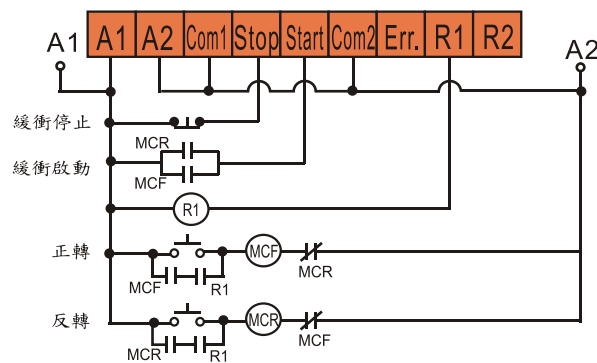 A1 A1 A2 Com1 Stop Start Com2 Err. R1 R2 A2
緩衝停止
MCR
緩衝啟動
MCF
R1
正轉 MCF
MCR
MCF R1
反轉 MCR
MCF
MCR R1